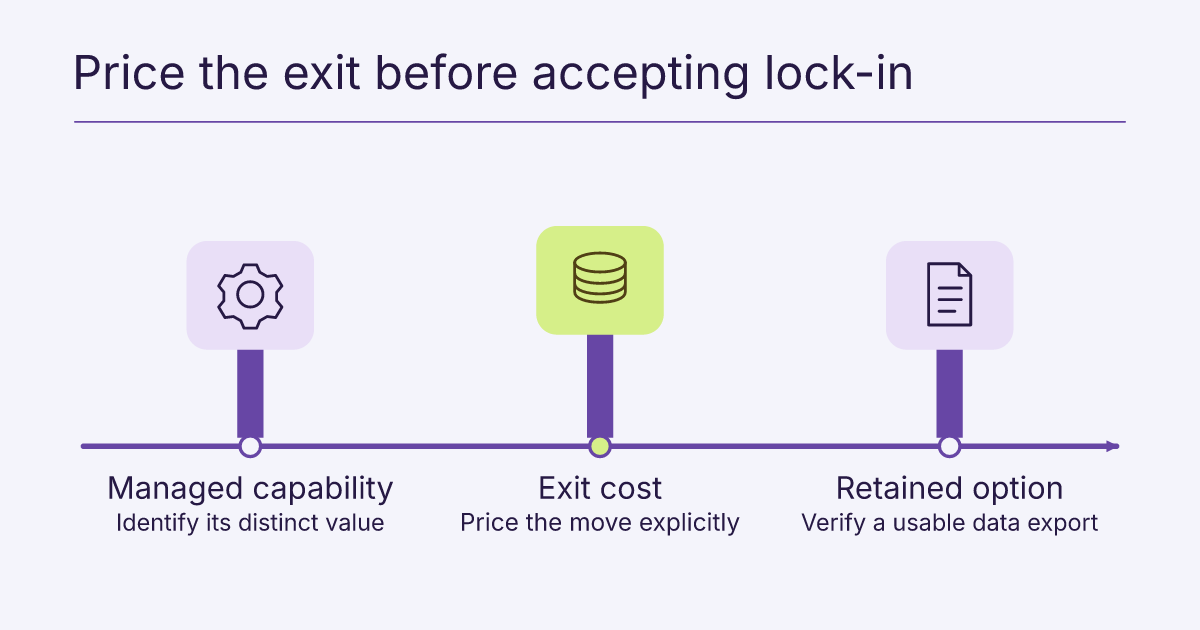 Price the exit before accepting lock-in
Managed capability
Identify its distinct value
Exit cost
Price the move explicitly
Retained option
Verify a usable data export